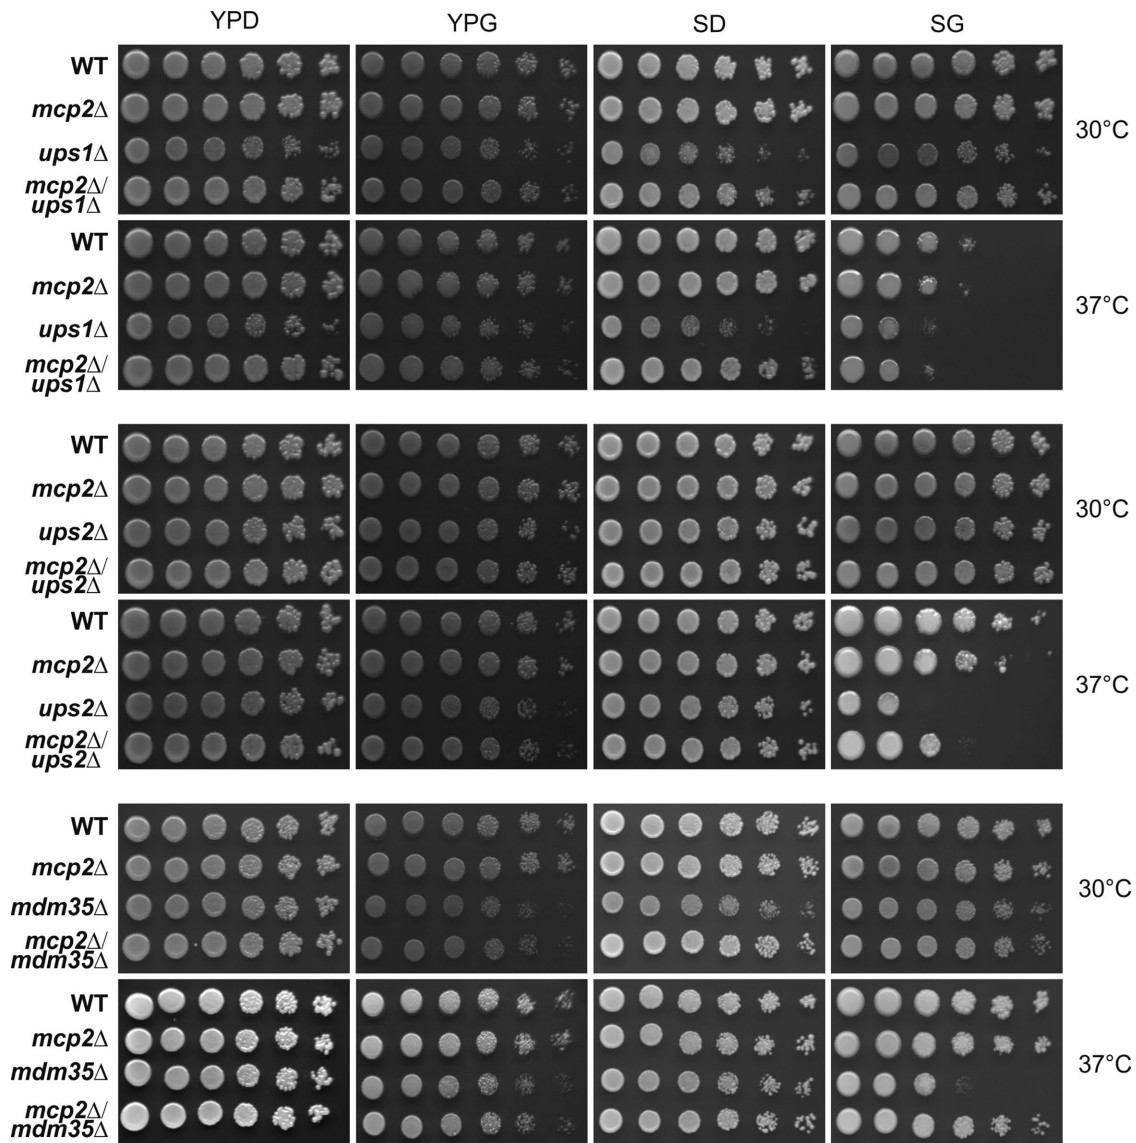 YPD YPG SD SG
WT
mcp2Δ
30°C
ups1Δ
mcp2Δ/
ups1Δ
WT
mcp2Δ
37°C
ups1Δ
mcp2Δ/
ups1Δ
WT
mcp2Δ
30°C
ups2Δ
mcp2Δ/
ups2Δ
WT
mcp2Δ
37°C
ups2Δ
mcp2Δ/
ups2Δ
WT
mcp2Δ
30°C
mdm35Δ
mcp2Δ/
mdm35Δ
WT
mcp2Δ
37°C
mdm35Δ
mcp2Δ/
mdm35Δ